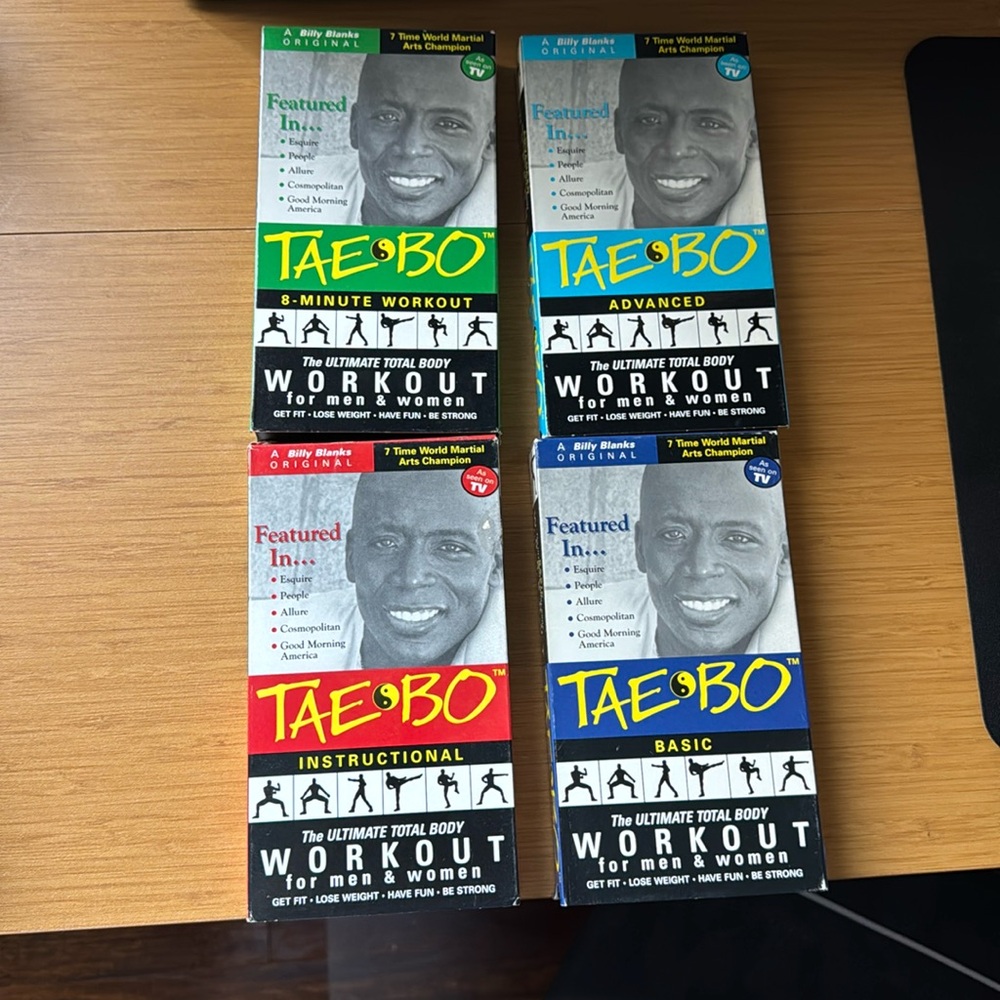 A Billy Blanks
ORIGINAL
7 Time World Martial
Arts Champion
As
seen on
TV
Featured
In...
• Esquire
• People
• Allure
• Cosmopolitan
• Good Morning
America
TAE BO™
8-MINUTE WORKOUT
The ULTIMATE TOTAL BODY
WORKOUT
for men & women
GET FIT • LOSE WEIGHT • HAVE FUN • BE STRONG
A Billy Blanks
ORIGINAL
7 Time World Martial
Arts Champion
As
seen on
TV
Featured
In...
• Esquire
• People
• Allure
• Cosmopolitan
• Good Morning
America
TAE BO™
ADVANCED
The ULTIMATE TOTAL BODY
WORKOUT
for men & women
GET FIT • LOSE WEIGHT • HAVE FUN • BE STRONG
A Billy Blanks
ORIGINAL
7 Time World Martial
Arts Champion
As
seen on
TV
Featured
In...
• Esquire
• People
• Allure
• Cosmopolitan
• Good Morning
America
TAE BO™
INSTRUCTIONAL
The ULTIMATE TOTAL BODY
WORKOUT
for men & women
GET FIT • LOSE WEIGHT • HAVE FUN • BE STRONG
A Billy Blanks
ORIGINAL
7 Time World Martial
Arts Champion
As
seen on
TV
Featured
In...
• Esquire
• People
• Allure
• Cosmopolitan
• Good Morning
America
TAE BO™
BASIC
The ULTIMATE TOTAL BODY
WORKOUT
for men & women
GET FIT • LOSE WEIGHT • HAVE FUN • BE STRONG